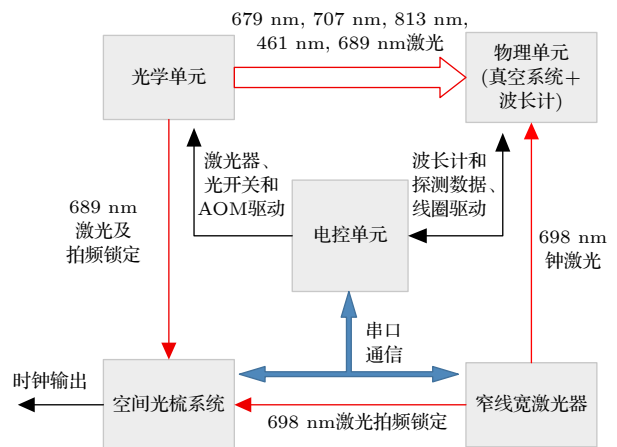 679 nm, 707 nm, 813 nm,
461 nm, 689 nm激光
光学单元
物理单元
(真空系统+
波长计)
激光器、
光开关和
AOM驱动
波长计和
探测数据、
线圈驱动
689 nm
激光及
拍频锁定
电控单元
698 nm
钟激光
串口
通信
时钟输出
空间光梳系统
窄线宽激光器
698 nm激光拍频锁定